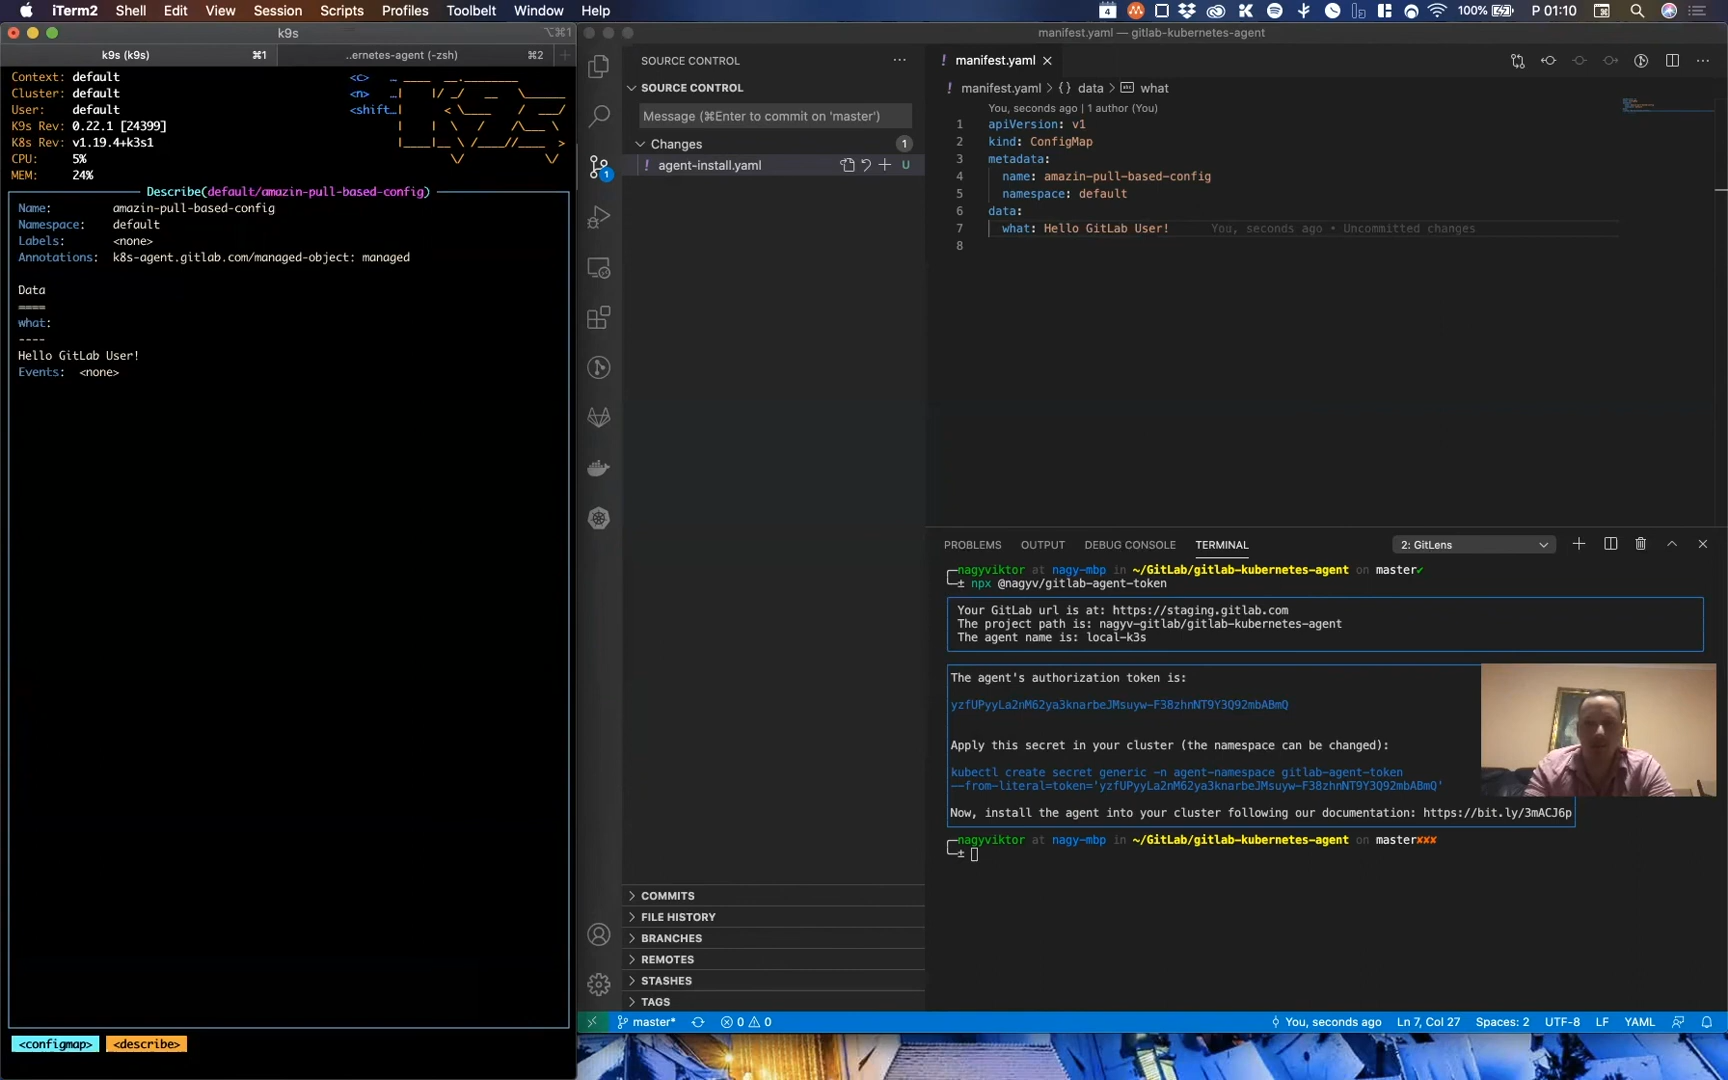 iTerm2 Shell Edit View Session Scripts Profiles Toolbelt Window Help
100% P 01:10
k9s ⌥⌘1
k9s (k9s) ⌘1 ..ernetes-agent (-zsh) ⌘2
Context: default <c> …
Cluster: default <n> …
User: default <shift…
K9s Rev: 0.22.1 [24399]
K8s Rev: v1.19.4+k3s1
CPU: 5%
MEM: 24%
Describe(default/amazin-pull-based-config)
Name: amazin-pull-based-config
Namespace: default
Labels: <none>
Annotations: k8s-agent.gitlab.com/managed-object: managed
Data
====
what:
----
Hello GitLab User!
Events: <none>
<configmap> <describe>
manifest.yaml — gitlab-kubernetes-agent
SOURCE CONTROL ···
SOURCE CONTROL
Message (⌘Enter to commit on 'master')
Changes 1
! agent-install.yaml U
1
COMMITS
FILE HISTORY
BRANCHES
REMOTES
STASHES
TAGS
! manifest.yaml ×
! manifest.yaml > {} data > abc what
You, seconds ago | 1 author (You)
1 apiVersion: v1
2 kind: ConfigMap
3 metadata:
4 name: amazin-pull-based-config
5 namespace: default
6 data:
7 what: Hello GitLab User! You, seconds ago • Uncommitted changes
8
PROBLEMS OUTPUT DEBUG CONSOLE TERMINAL 2: GitLens
nagyviktor at nagy-mbp in ~/GitLab/gitlab-kubernetes-agent on master✔
± npx @nagyv/gitlab-agent-token
Your GitLab url is at: https://staging.gitlab.com
The project path is: nagyv-gitlab/gitlab-kubernetes-agent
The agent name is: local-k3s
The agent's authorization token is:
yzfUPyyLa2nM62ya3knarbeJMsuyw-F38zhnNT9Y3Q92mbABmQ
Apply this secret in your cluster (the namespace can be changed):
kubectl create secret generic -n agent-namespace gitlab-agent-token
--from-literal=token='yzfUPyyLa2nM62ya3knarbeJMsuyw-F38zhnNT9Y3Q92mbABmQ'
Now, install the agent into your cluster following our documentation: https://bit.ly/3mACJ6p
nagyviktor at nagy-mbp in ~/GitLab/gitlab-kubernetes-agent on master✘✘✘
±
master* 0 0 You, seconds ago Ln 7, Col 27 Spaces: 2 UTF-8 LF YAML